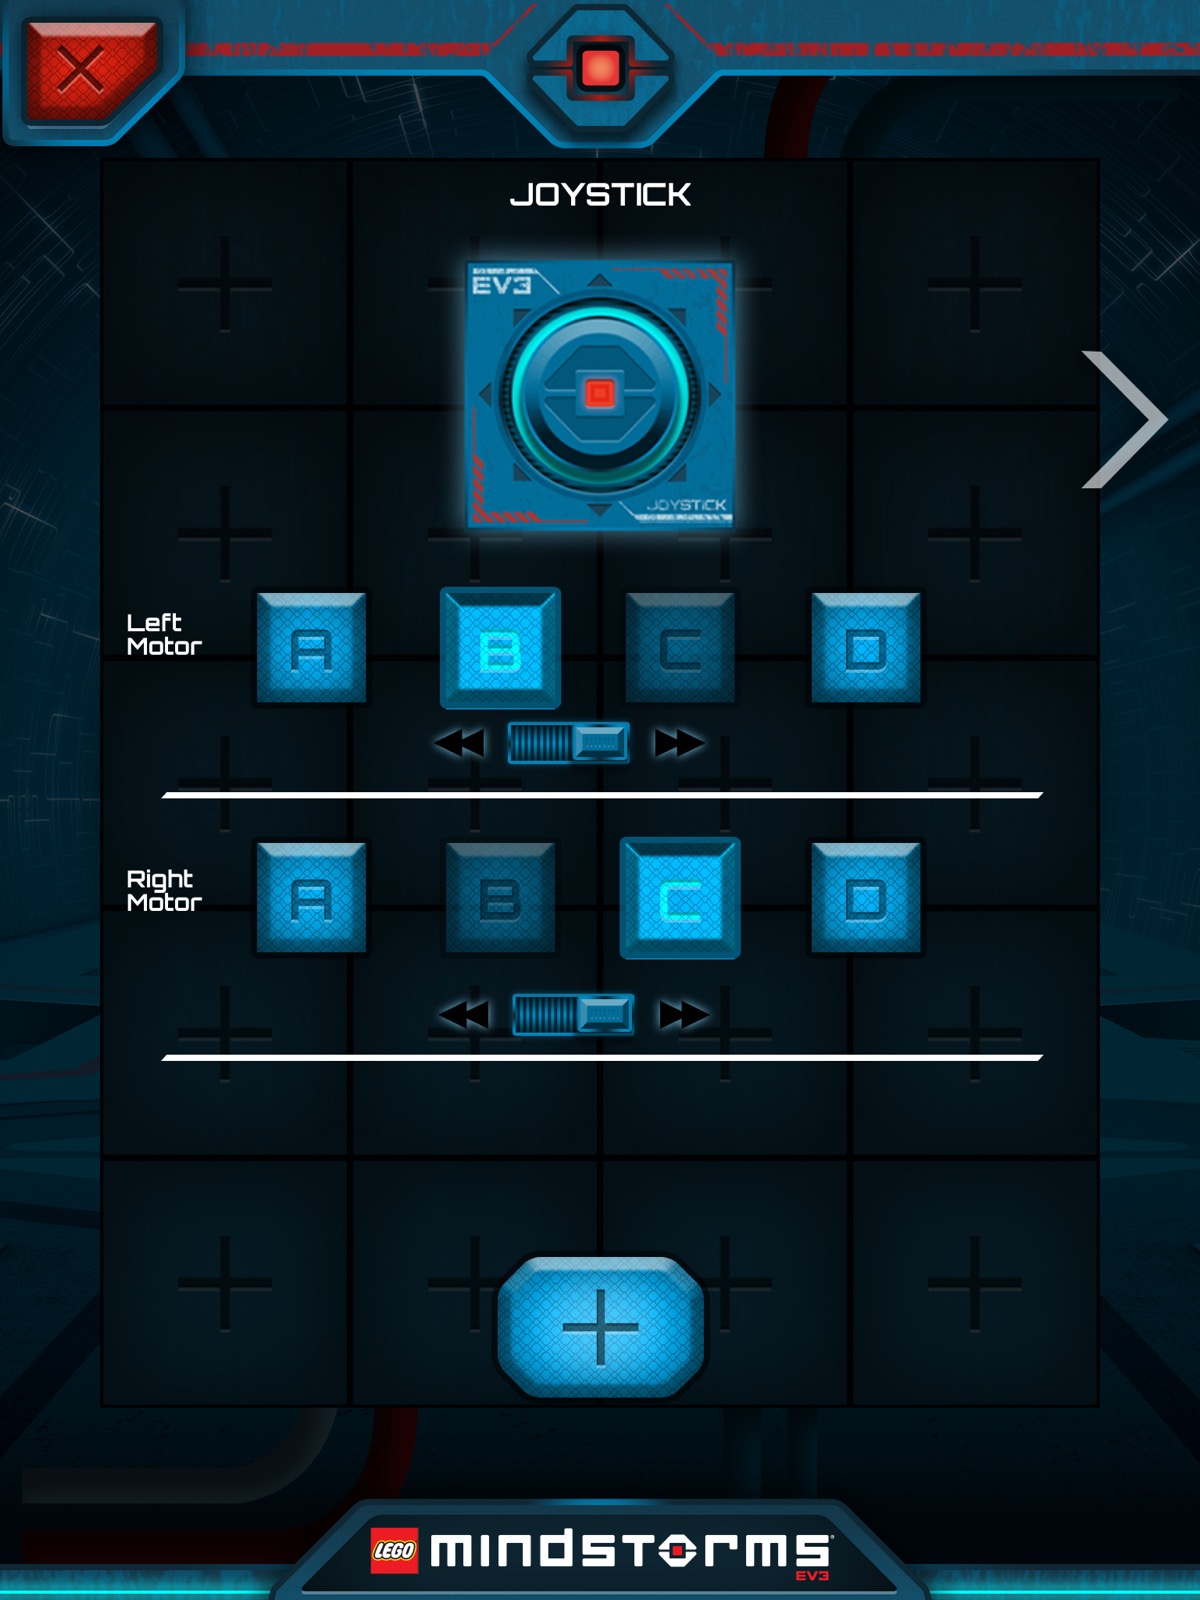 JOYSTICK
EV3
JOYSTICK
Left
Motor
A B C D
Right
Motor
A B C D
LEGO mindstorms
EV3